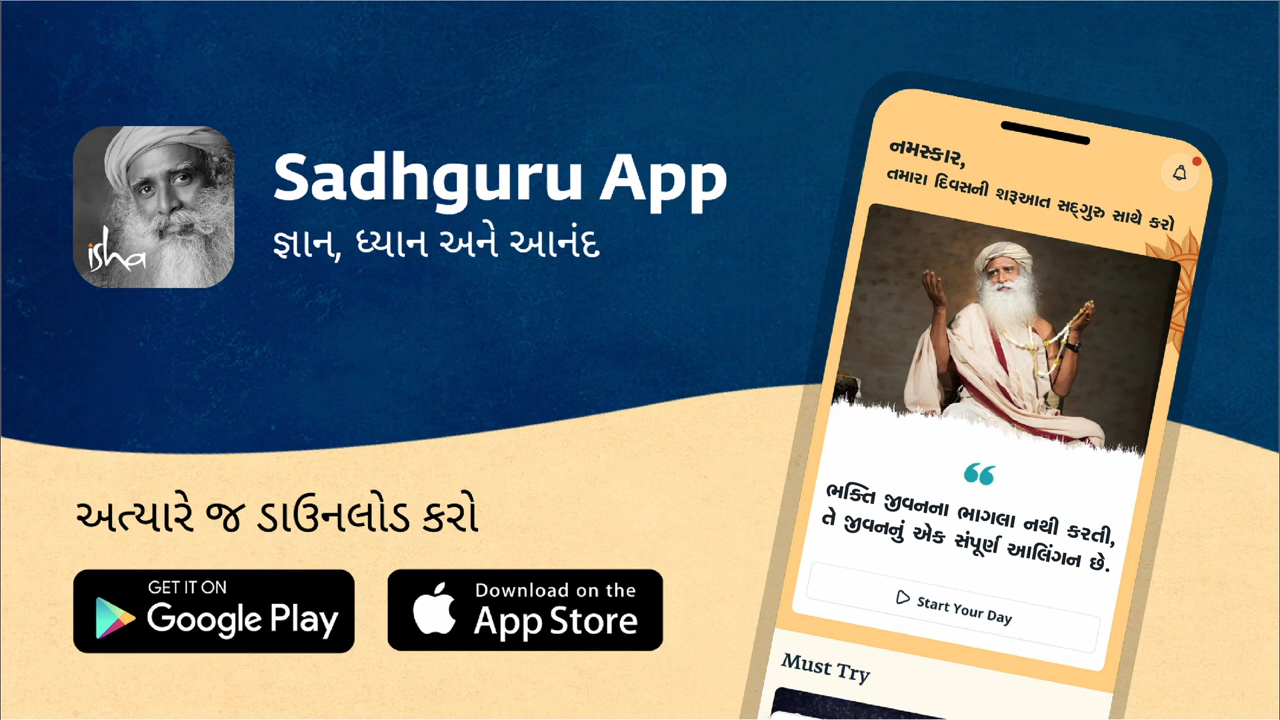 isha
Sadhguru App
જ્ઞાન, ધ્યાન અને આનંદ
અત્યારે જ ડાઉનલોડ કરો
GET IT ON
Google Play
Download on the
App Store
નમસ્કાર,
તમારા દિવસની શરૂઆત સદ્‌ગુરુ સાથે કરો
“
ભક્તિ જીવનના ભાગલા નથી કરતી,
તે જીવનનું એક સંપૂર્ણ આલિંગન છે.
Start Your Day
Must Try